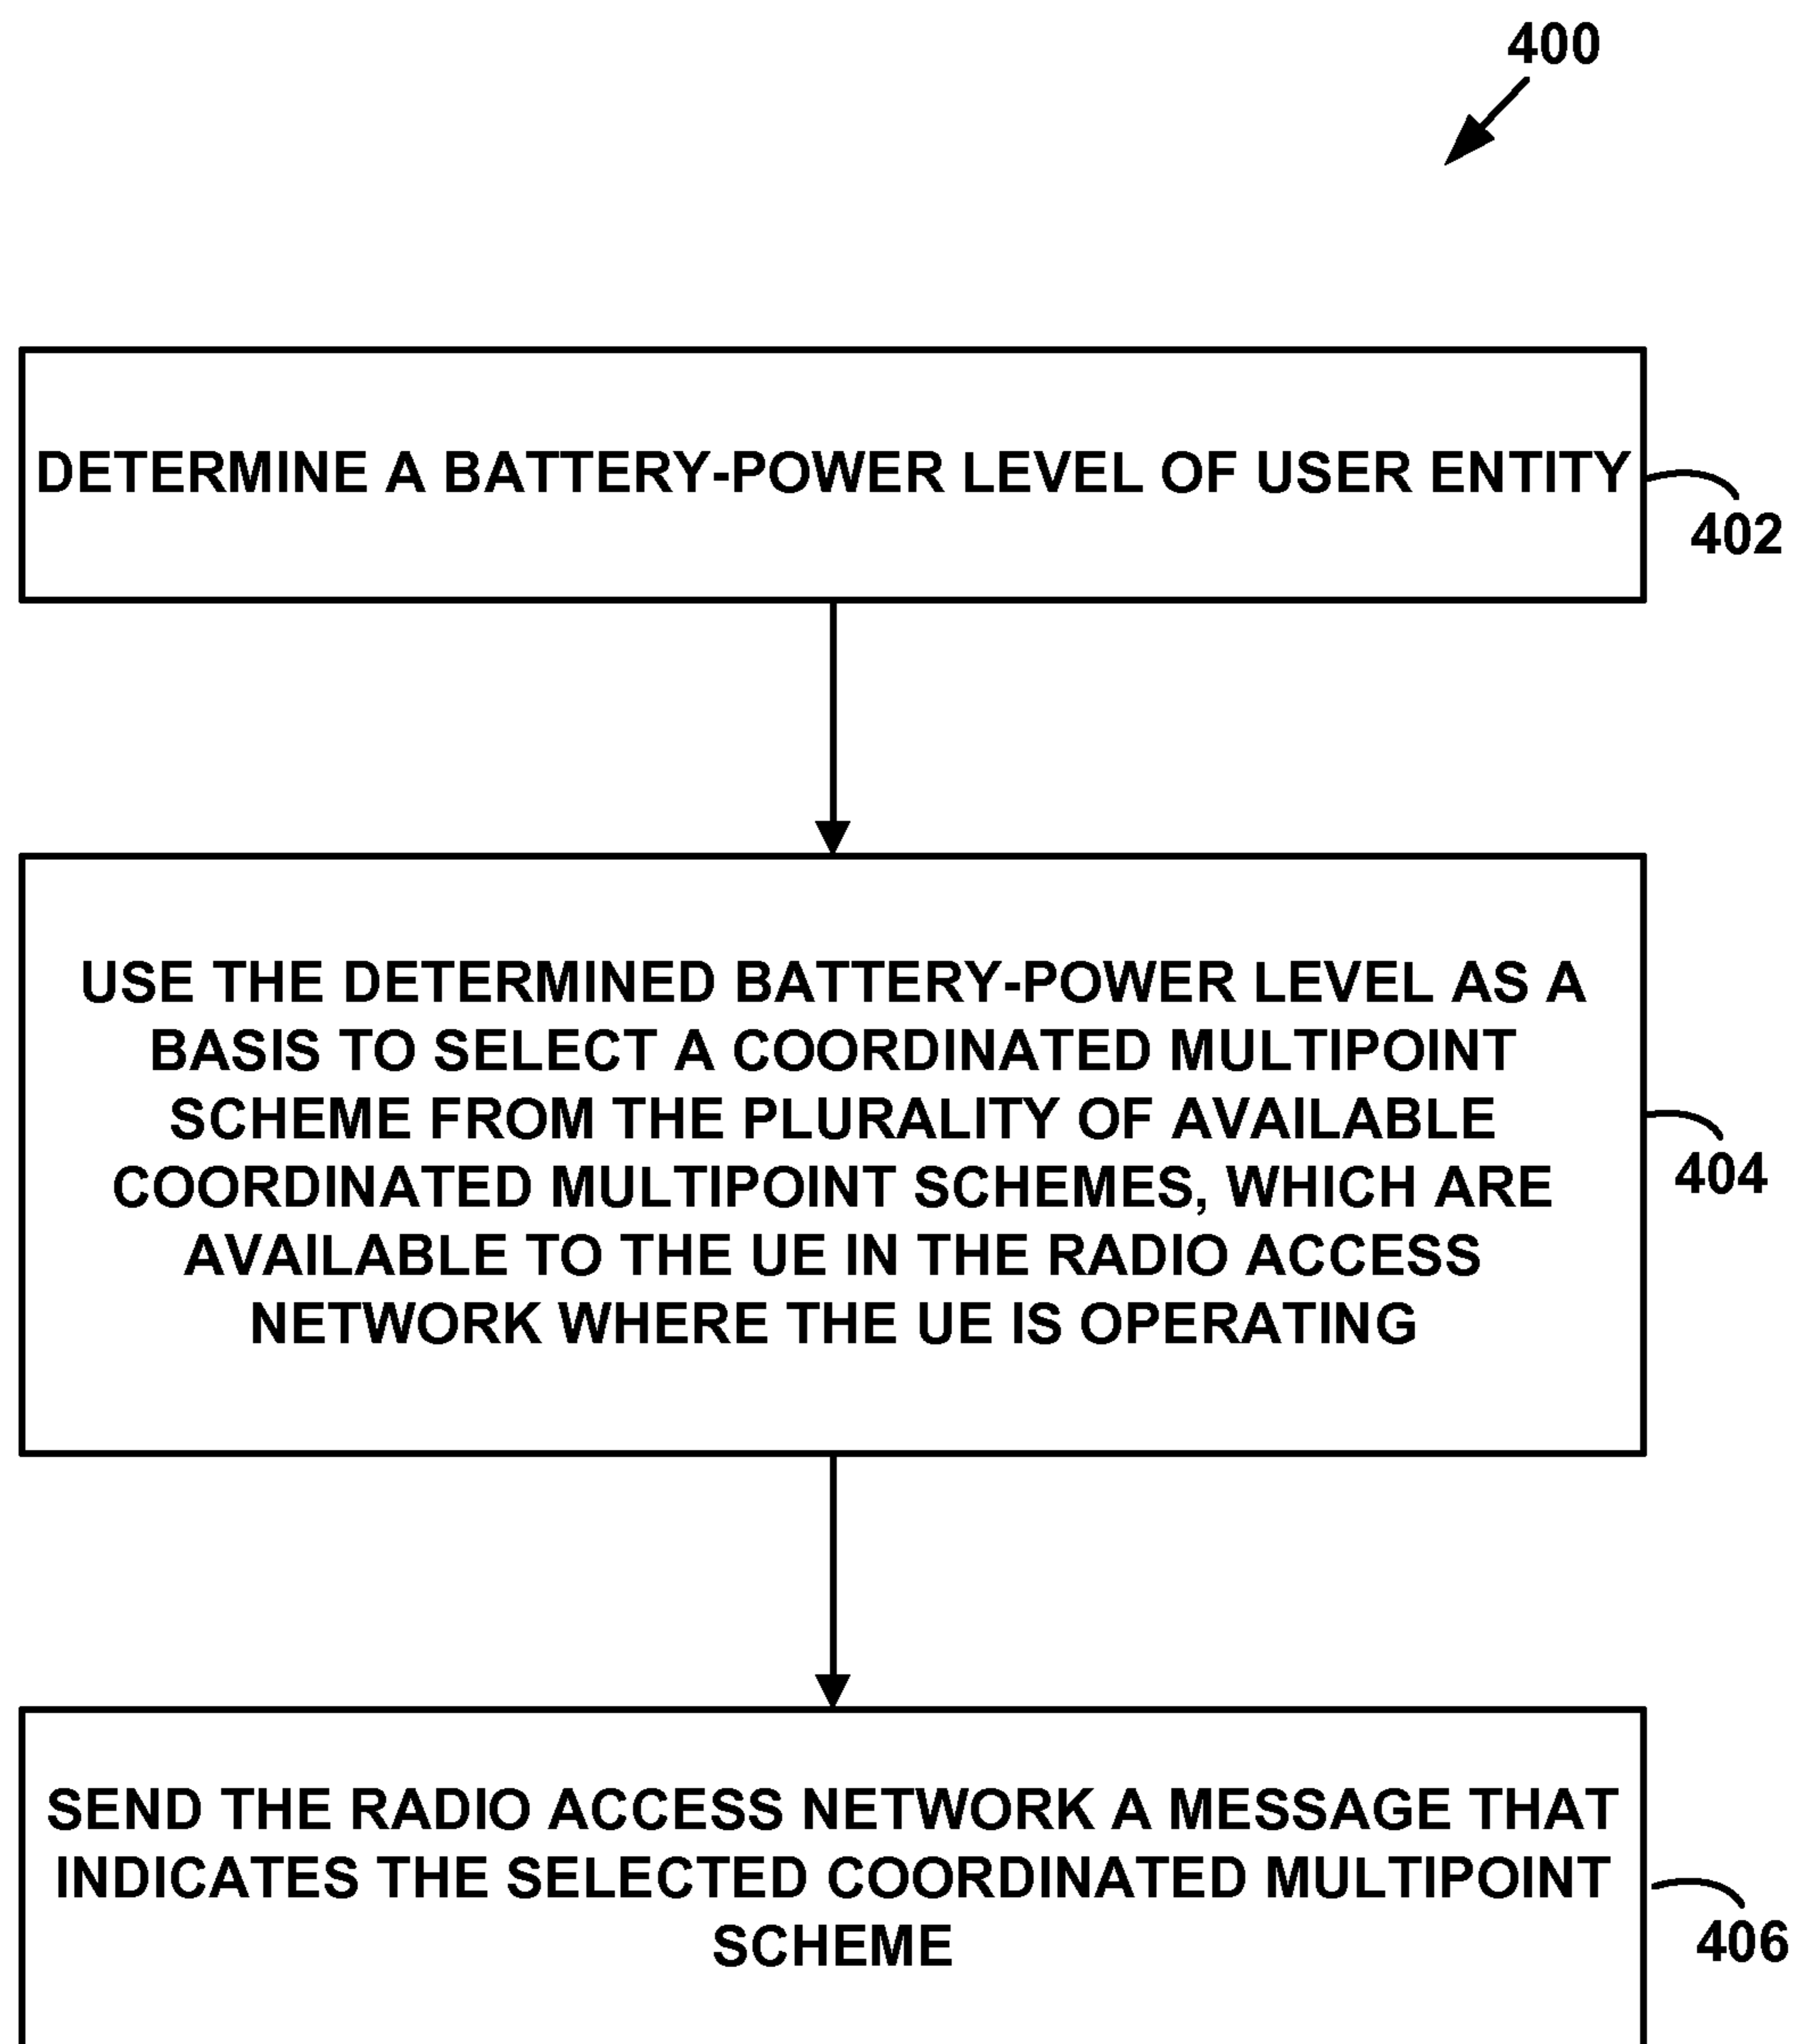 400
DETERMINE A BATTERY-POWER LEVEL OF USER ENTITY
402
USE THE DETERMINED BATTERY-POWER LEVEL AS A
BASIS TO SELECT A COORDINATED MULTIPOINT
SCHEME FROM THE PLURALITY OF AVAILABLE
COORDINATED MULTIPOINT SCHEMES, WHICH ARE
AVAILABLE TO THE UE IN THE RADIO ACCESS
NETWORK WHERE THE UE IS OPERATING
404
SEND THE RADIO ACCESS NETWORK A MESSAGE THAT
INDICATES THE SELECTED COORDINATED MULTIPOINT
SCHEME
406